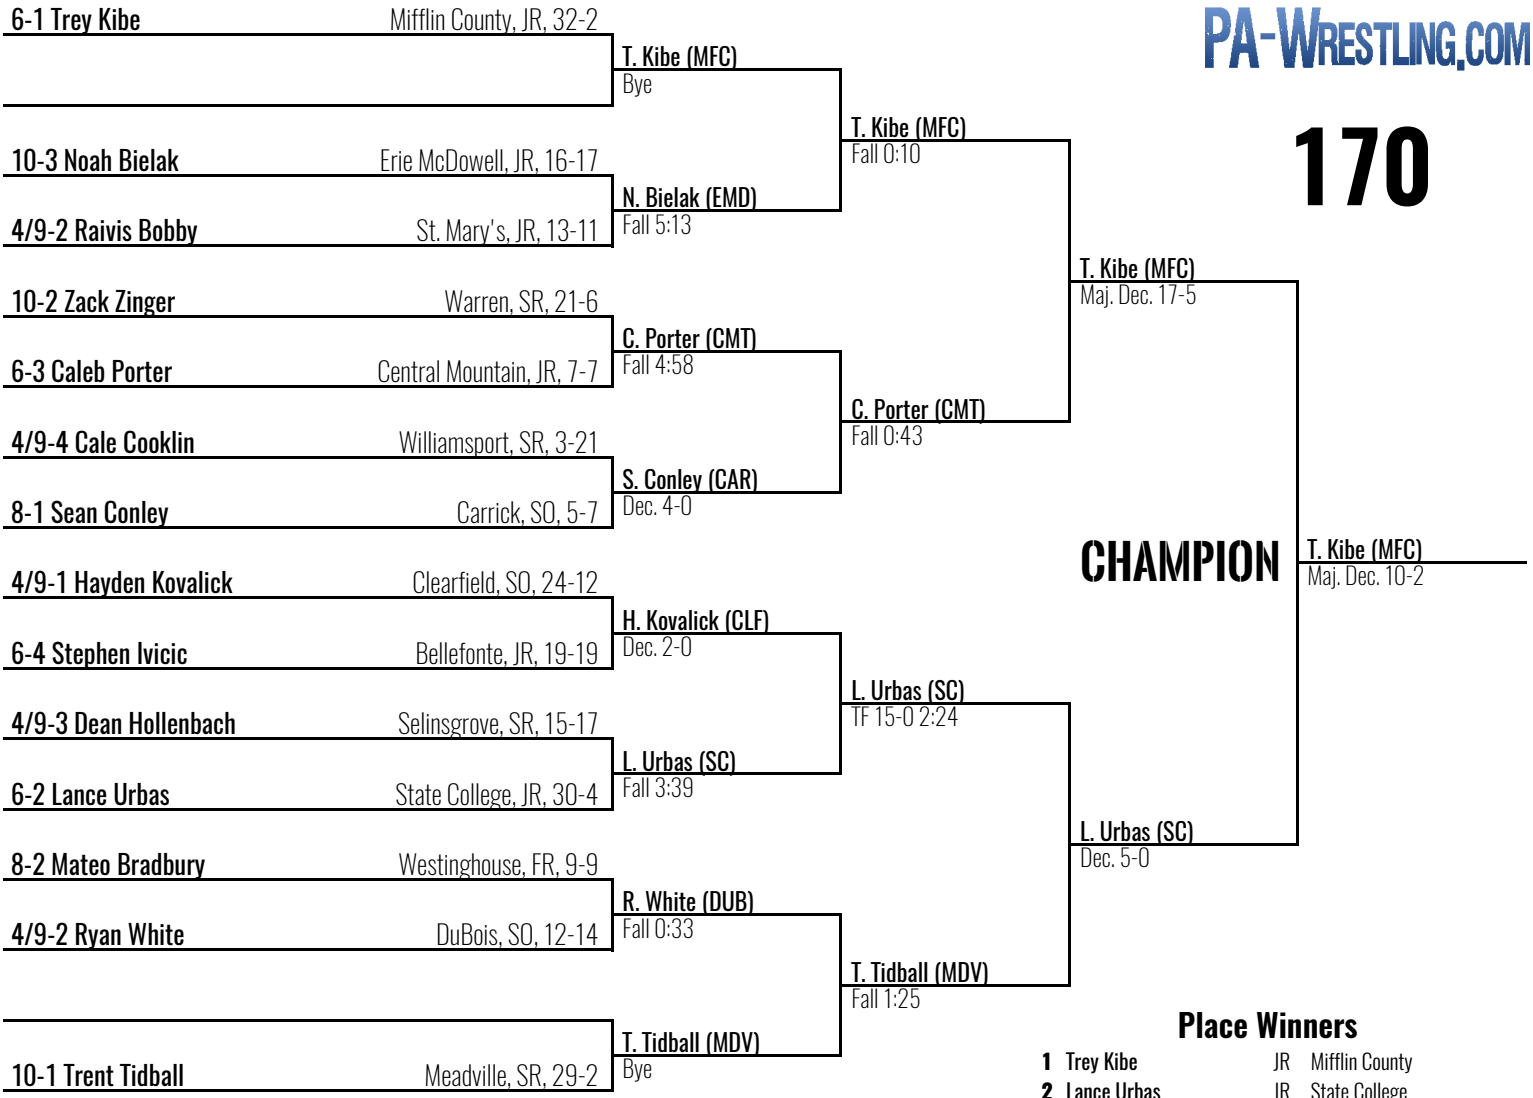 PA-WRESTLING.COM
170
6-1 Trey Kibe Mifflin County, JR, 32-2
10-3 Noah Bielak Erie McDowell, JR, 16-17
4/9-2 Raivis Bobby St. Mary's, JR, 13-11
10-2 Zack Zinger Warren, SR, 21-6
6-3 Caleb Porter Central Mountain, JR, 7-7
4/9-4 Cale Cooklin Williamsport, SR, 3-21
8-1 Sean Conley Carrick, SO, 5-7
4/9-1 Hayden Kovalick Clearfield, SO, 24-12
6-4 Stephen Ivicic Bellefonte, JR, 19-19
4/9-3 Dean Hollenbach Selinsgrove, SR, 15-17
6-2 Lance Urbas State College, JR, 30-4
8-2 Mateo Bradbury Westinghouse, FR, 9-9
4/9-2 Ryan White DuBois, SO, 12-14
10-1 Trent Tidball Meadville, SR, 29-2
T. Kibe (MFC)
Bye
N. Bielak (EMD)
Fall 5:13
C. Porter (CMT)
Fall 4:58
S. Conley (CAR)
Dec. 4-0
H. Kovalick (CLF)
Dec. 2-0
L. Urbas (SC)
Fall 3:39
R. White (DUB)
Fall 0:33
T. Tidball (MDV)
Bye
T. Kibe (MFC)
Fall 0:10
C. Porter (CMT)
Fall 0:43
L. Urbas (SC)
TF 15-0 2:24
T. Tidball (MDV)
Fall 1:25
T. Kibe (MFC)
Maj. Dec. 17-5
L. Urbas (SC)
Dec. 5-0
CHAMPION
T. Kibe (MFC)
Maj. Dec. 10-2
Place Winners
1 Trey Kibe JR Mifflin County
2 Lance Urbas JR State College